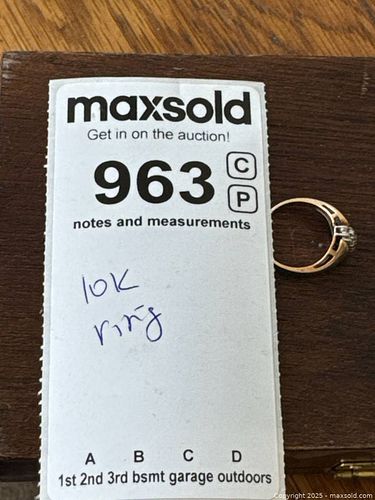 maxsold
Get in on the auction!
963
C
P
notes and measurements
10K
ring
A B C D
1st 2nd 3rd bsmt garage outdoors
©2025 - maxsold.com